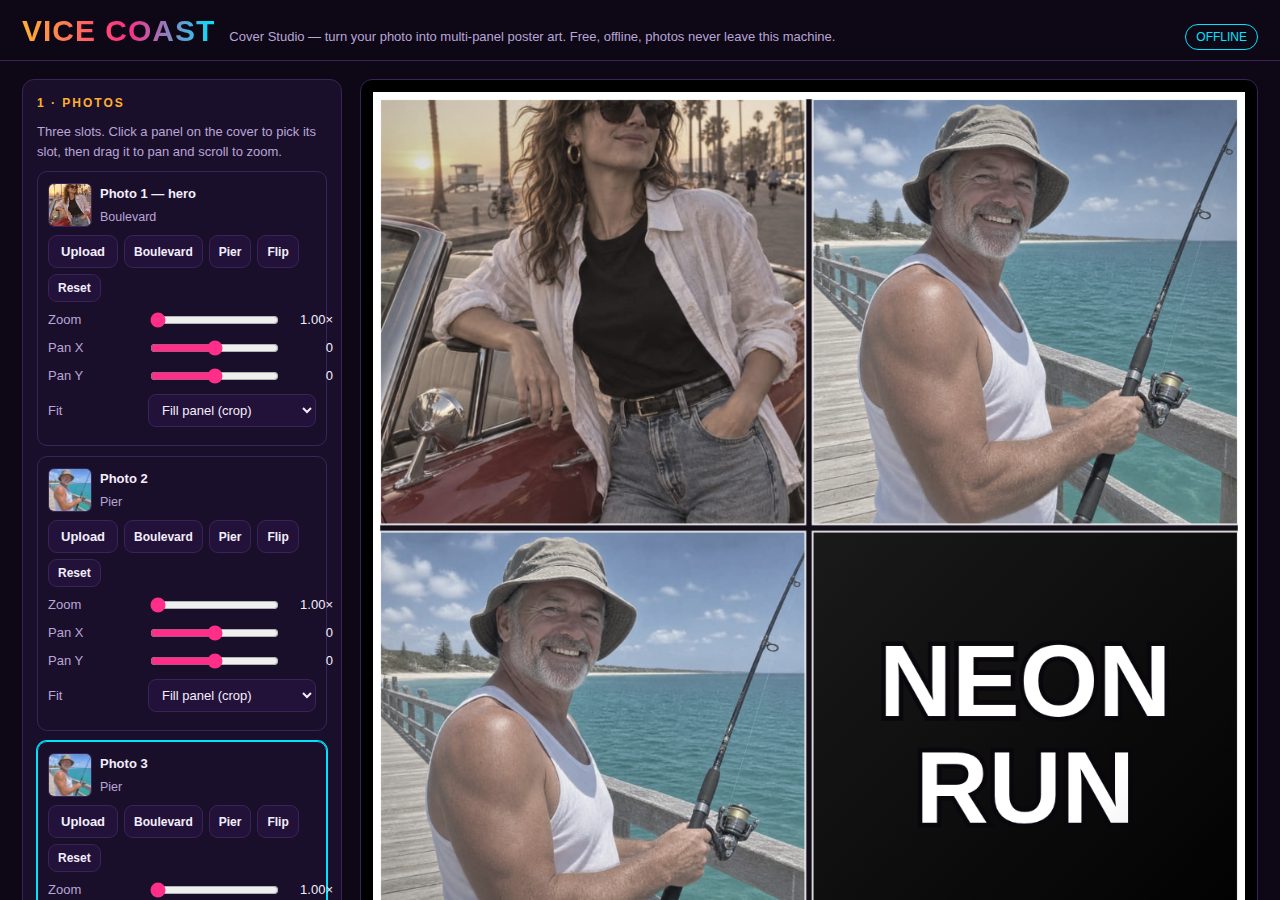 VICE COAST
Cover Studio — turn your photo into multi-panel poster art. Free, offline, photos never leave this machine.
OFFLINE
1 · PHOTOS
Three slots. Click a panel on the cover to pick its
slot, then drag it to pan and scroll to zoom.
Photo 1 — hero
Boulevard
Upload Boulevard Pier Flip
Reset
Zoom 1.00×
Pan X 0
Pan Y 0
Fit Fill panel (crop)
Photo 2
Pier
Upload Boulevard Pier Flip
Reset
Zoom 1.00×
Pan X 0
Pan Y 0
Fit Fill panel (crop)
Photo 3
Pier
Upload Boulevard Pier Flip
Reset
Zoom 1.00×
NEON
RUN